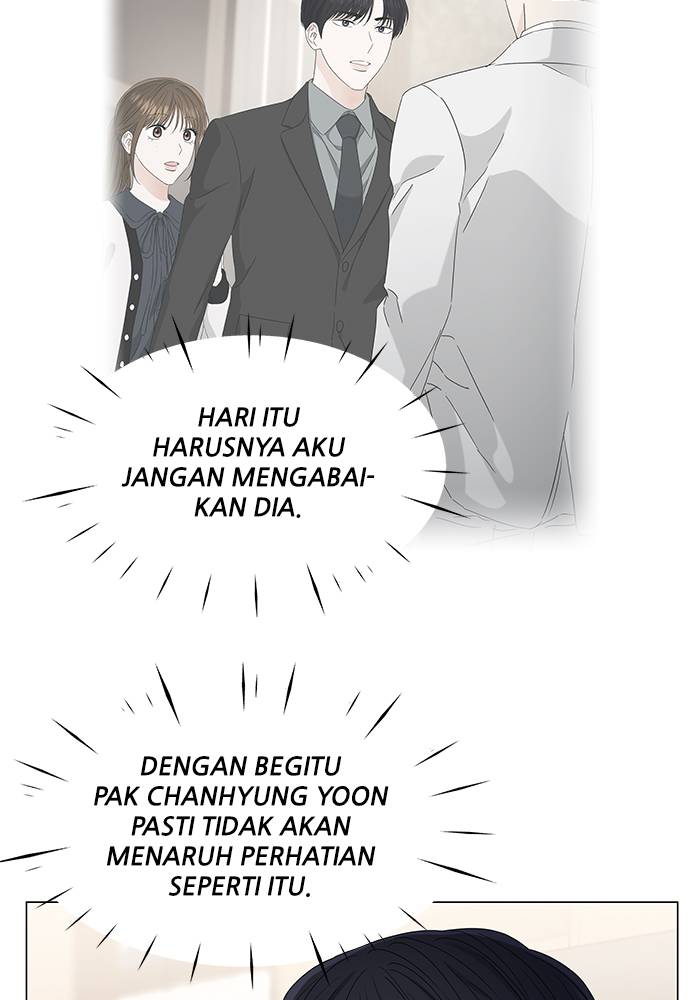 HARI ITU
HARUSNYA AKU
JANGAN MENGABAI-
KAN DIA.
DENGAN BEGITU
PAK CHANHYUNG YOON
PASTI TIDAK AKAN
MENARUH PERHATIAN
SEPERTI ITU.